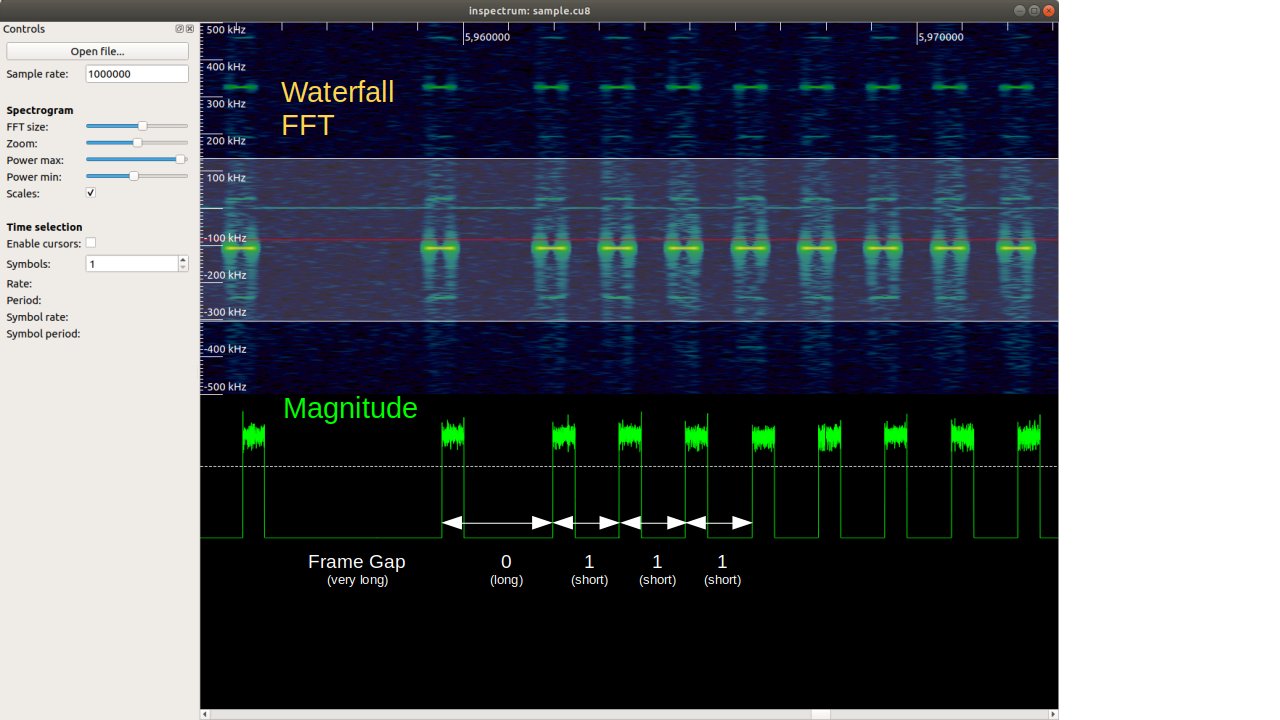 inspectrum: sample.cu8
Controls
Open file...
Sample rate: 1000000
Spectrogram
FFT size:
Zoom:
Power max:
Power min:
Scales:
Time selection
Enable cursors:
Symbols: 1
Rate:
Period:
Symbol rate:
Symbol period:
5,960000
5,970000
500 kHz
400 kHz
300 kHz
200 kHz
100 kHz
-100 kHz
-200 kHz
-300 kHz
-400 kHz
-500 kHz
Waterfall
FFT
Magnitude
Frame Gap
(very long)
0
(long)
1
(short)
1
(short)
1
(short)